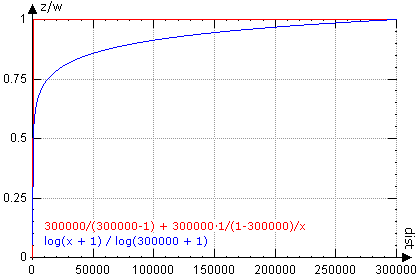 z/w
1
0.75
0.5
0.25
300000/(300000-1) + 300000·1/(1-300000)/x
log(x + 1) / log(300000 + 1)
dist
0
0
50000
100000
150000
200000
250000